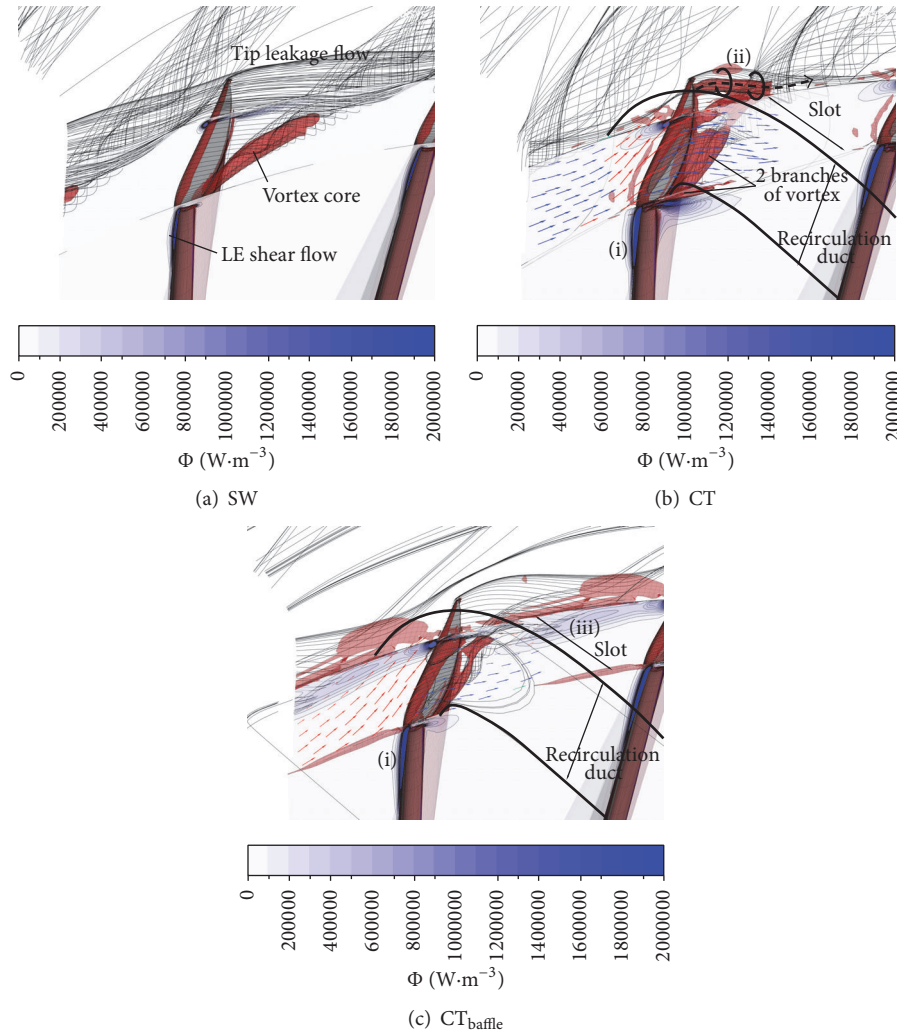 Tip leakage flow
Vortex core
LE shear flow
0
200000
400000
600000
800000
1000000
1200000
1400000
1600000
1800000
2000000
Φ (W·m⁻³)
(a) SW
(ii)
Slot
2 branches
of vortex
Recirculation
duct
(i)
0
200000
400000
600000
800000
1000000
1200000
1400000
1600000
1800000
2000000
Φ (W·m⁻³)
(b) CT
(iii)
Slot
Recirculation
duct
(i)
0
200000
400000
600000
800000
1000000
1200000
1400000
1600000
1800000
2000000
Φ (W·m⁻³)
(c) CT_baffle